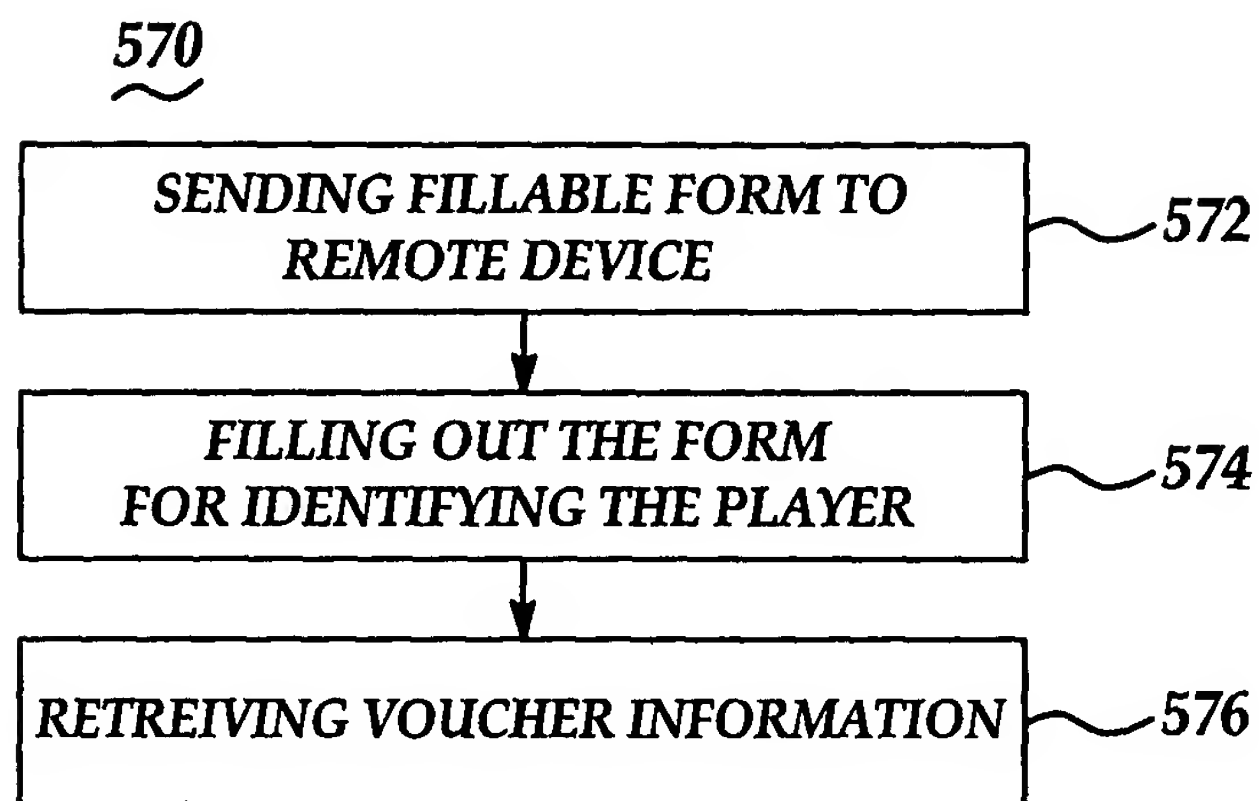 570
SENDING FILLABLE FORM TO
REMOTE DEVICE
572
FILLING OUT THE FORM
FOR IDENTIFYING THE PLAYER
574
RETREIVING VOUCHER INFORMATION
576